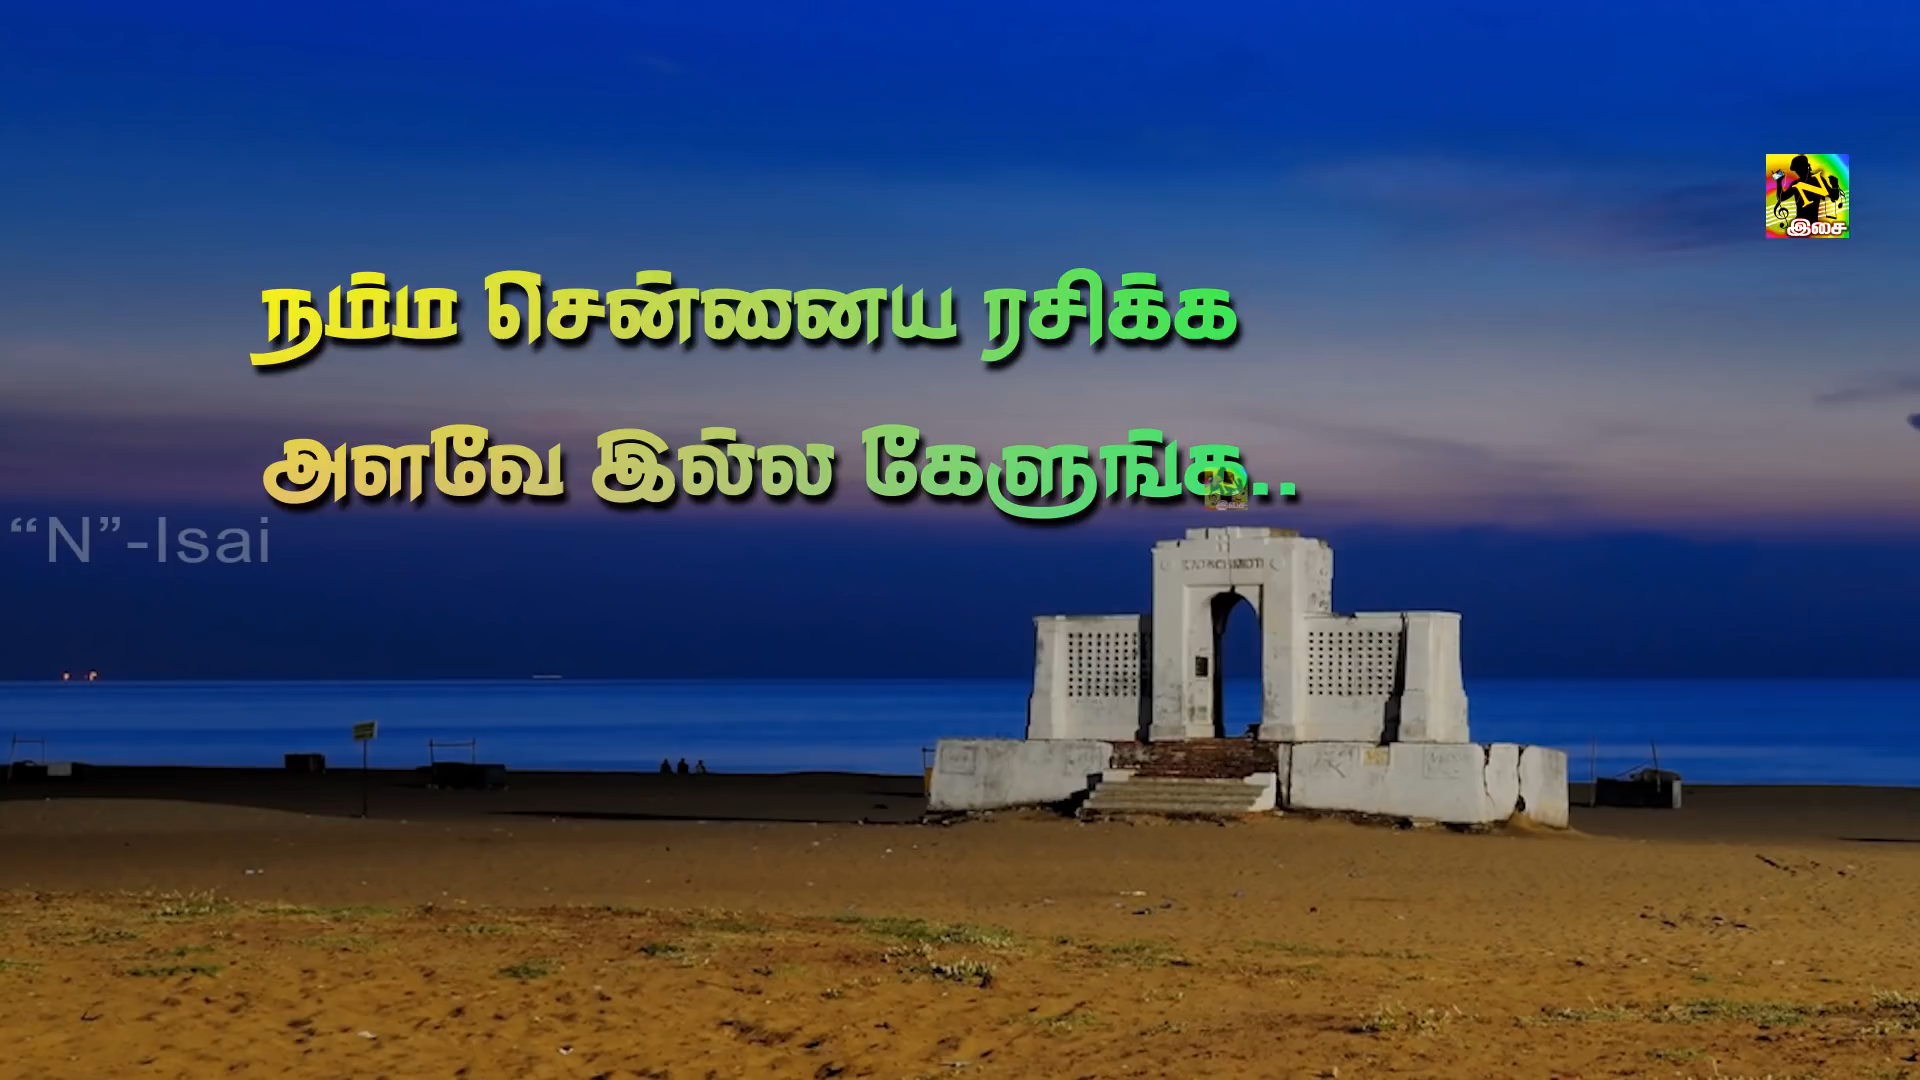 இசை
நம்ம சென்னைய ரசிக்க
அளவே இல்ல கேளுங்க..
“N”-Isai